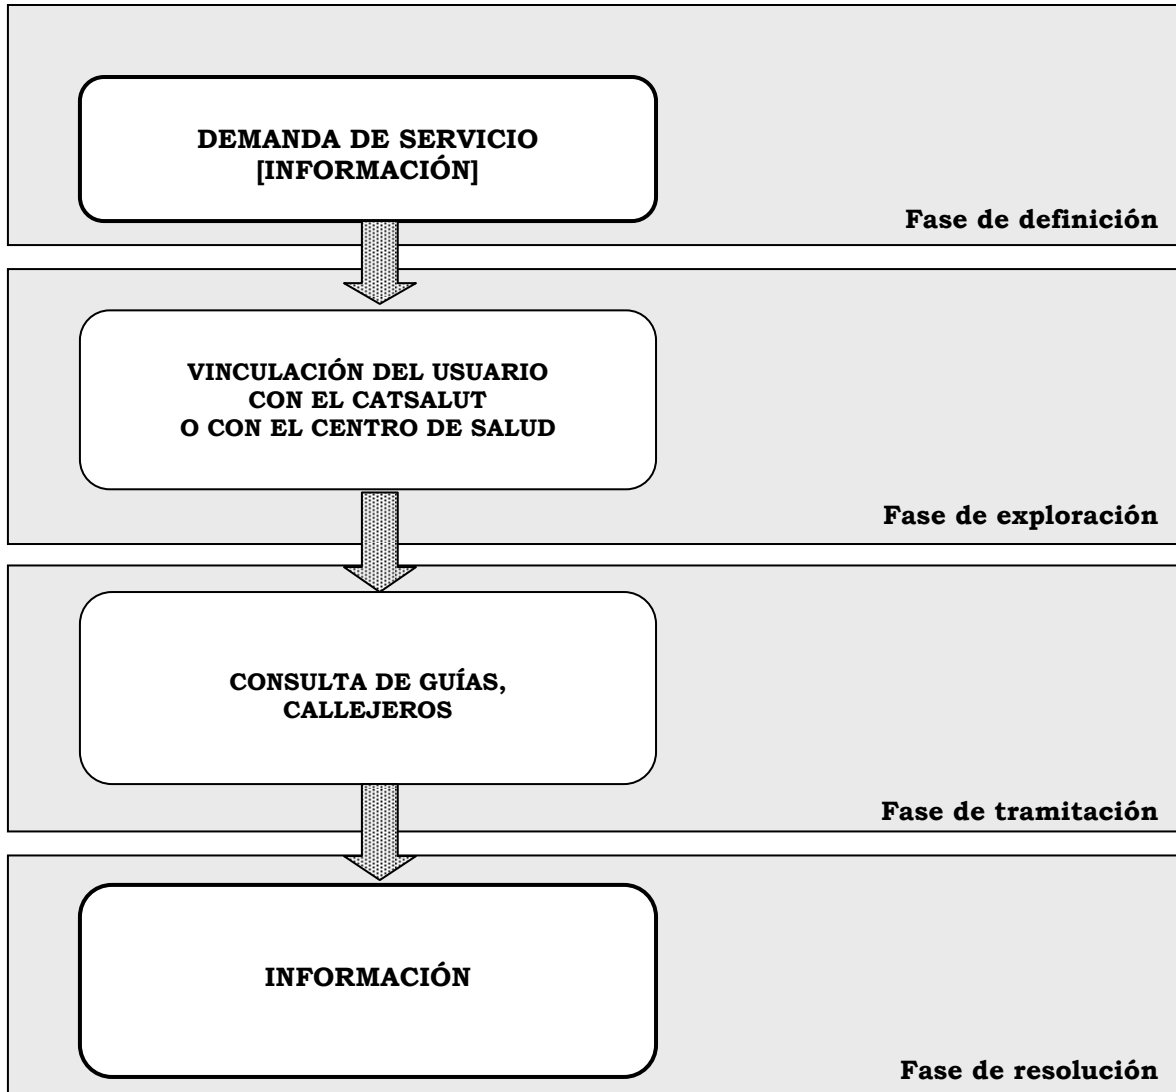 DEMANDA DE SERVICIO
[INFORMACIÓN]
Fase de definición
VINCULACIÓN DEL USUARIO
CON EL CATSALUT
O CON EL CENTRO DE SALUD
Fase de exploración
CONSULTA DE GUÍAS,
CALLEJEROS
Fase de tramitación
INFORMACIÓN
Fase de resolución